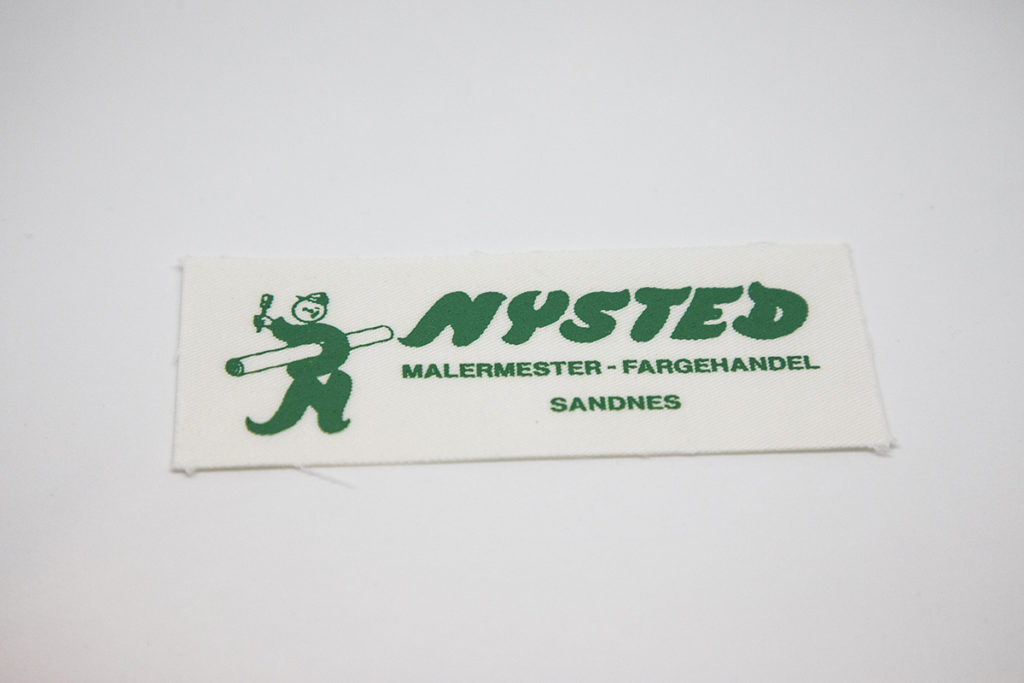 NYSTED
MALERMESTER - FARGEHANDEL
SANDNES